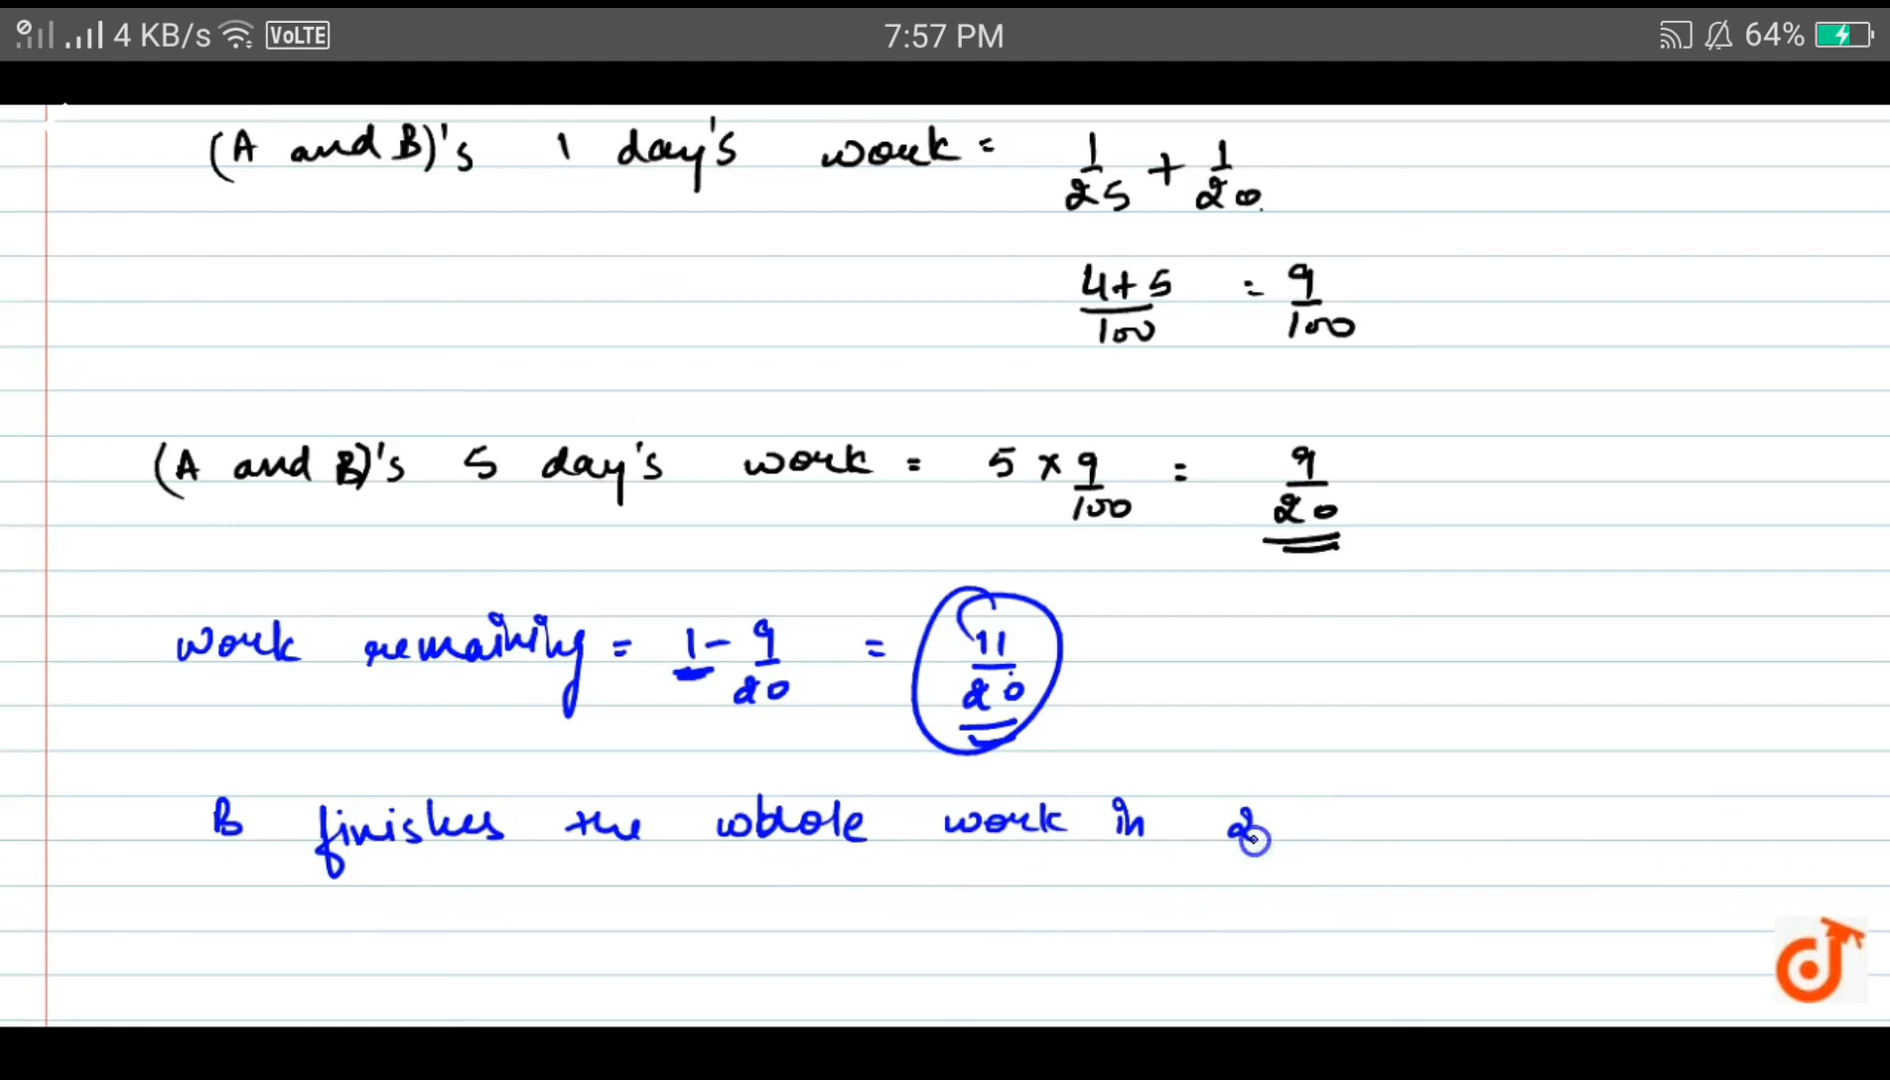 4 KB/s VoLTE 7:57 PM 64%
(A and B)'s 1 day's work = 1/25 + 1/20
4+5/100 = 9/100
(A and B)'s 5 day's work = 5 × 9/100 = 9/20
Work remaining = 1 - 9/20 = 11/20
B finishes the whole work in 2